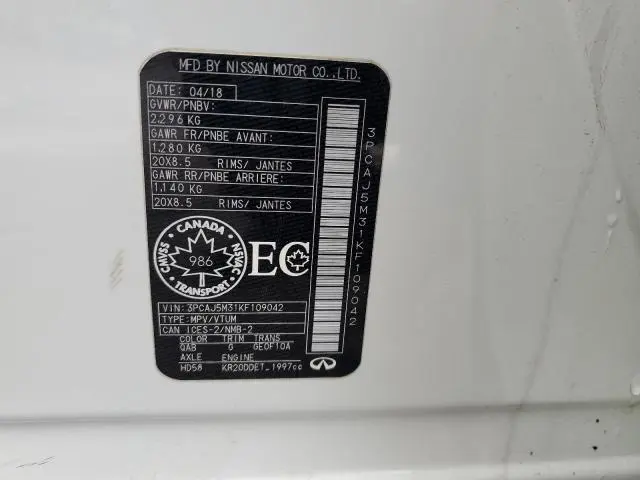 MFD BY NISSAN MOTOR CO.,LTD.
DATE: 04/18
GVWR/PNBV:
2,296 KG
GAWR FR/PNBE AVANT:
1,280 KG
20X8.5 RIMS/ JANTES
GAWR RR/PNBE ARRIERE:
1,140 KG
20X8.5 RIMS/ JANTES
CANADA
CMVSS
NSVAC
986
TRANSPORT
EC
VIN: 3PCAJ5M31KF109042
TYPE: MPV/VTUM
CAN ICES-2/NMB-2
COLOR TRIM TRANS
QAB G GE0F10A
AXLE ENGINE
HD58 KR20DDET 1997cc
3PCAJ5M31KF109042